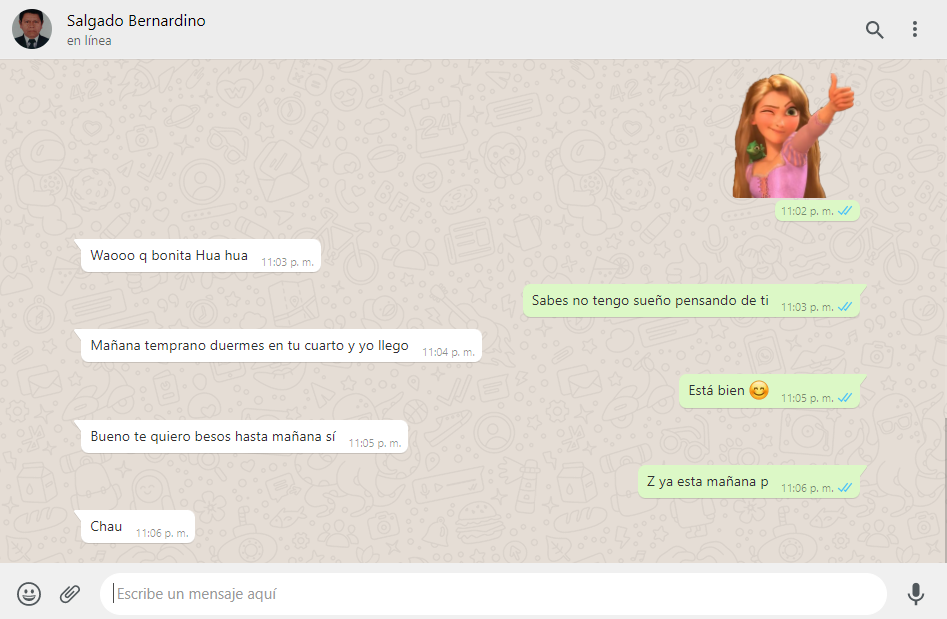 Salgado Bernardino
en línea
11:02 p. m.
Waooo q bonita Hua hua 11:03 p. m.
Sabes no tengo sueño pensando de ti 11:03 p. m.
Mañana temprano duermes en tu cuarto y yo llego 11:04 p. m.
Está bien 😊 11:05 p. m.
Bueno te quiero besos hasta mañana sí 11:05 p. m.
Z ya esta mañana p 11:06 p. m.
Chau 11:06 p. m.
Escribe un mensaje aquí